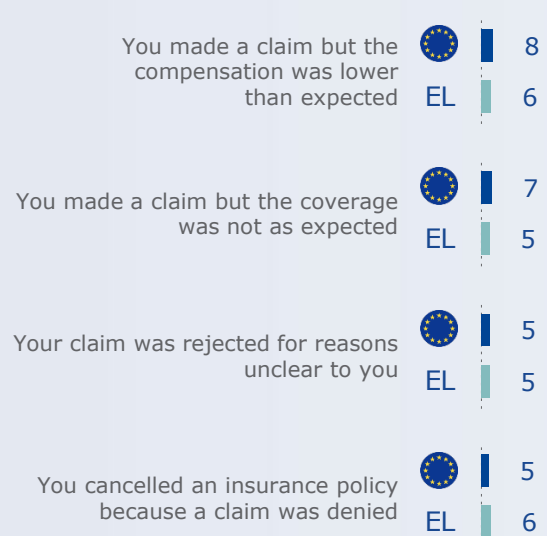 You made a claim but the
compensation was lower
than expected
8
EL 6
You made a claim but the coverage
was not as expected
7
EL 5
Your claim was rejected for reasons
unclear to you
5
EL 5
You cancelled an insurance policy
because a claim was denied
5
EL 6